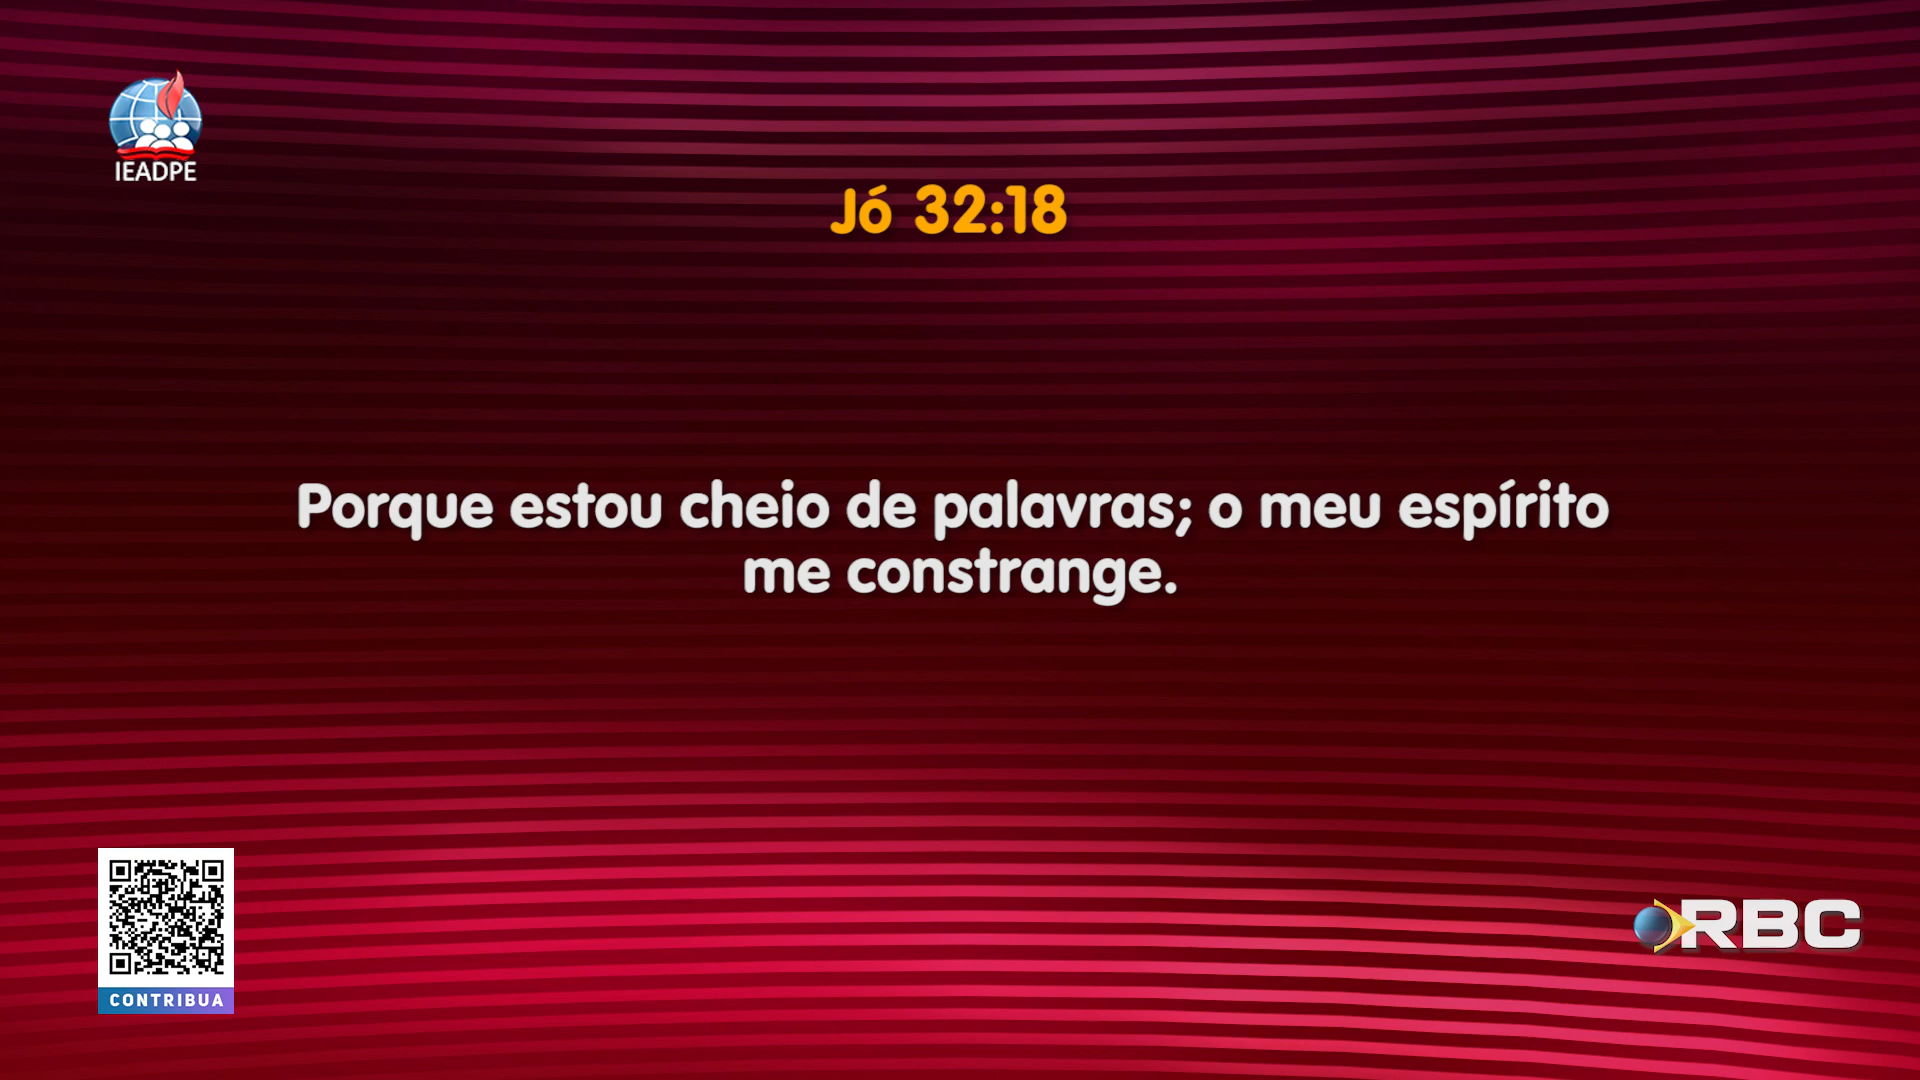 IEADPE
Jó 32:18
Porque estou cheio de palavras; o meu espírito
me constrange.
CONTRIBUA
RBC